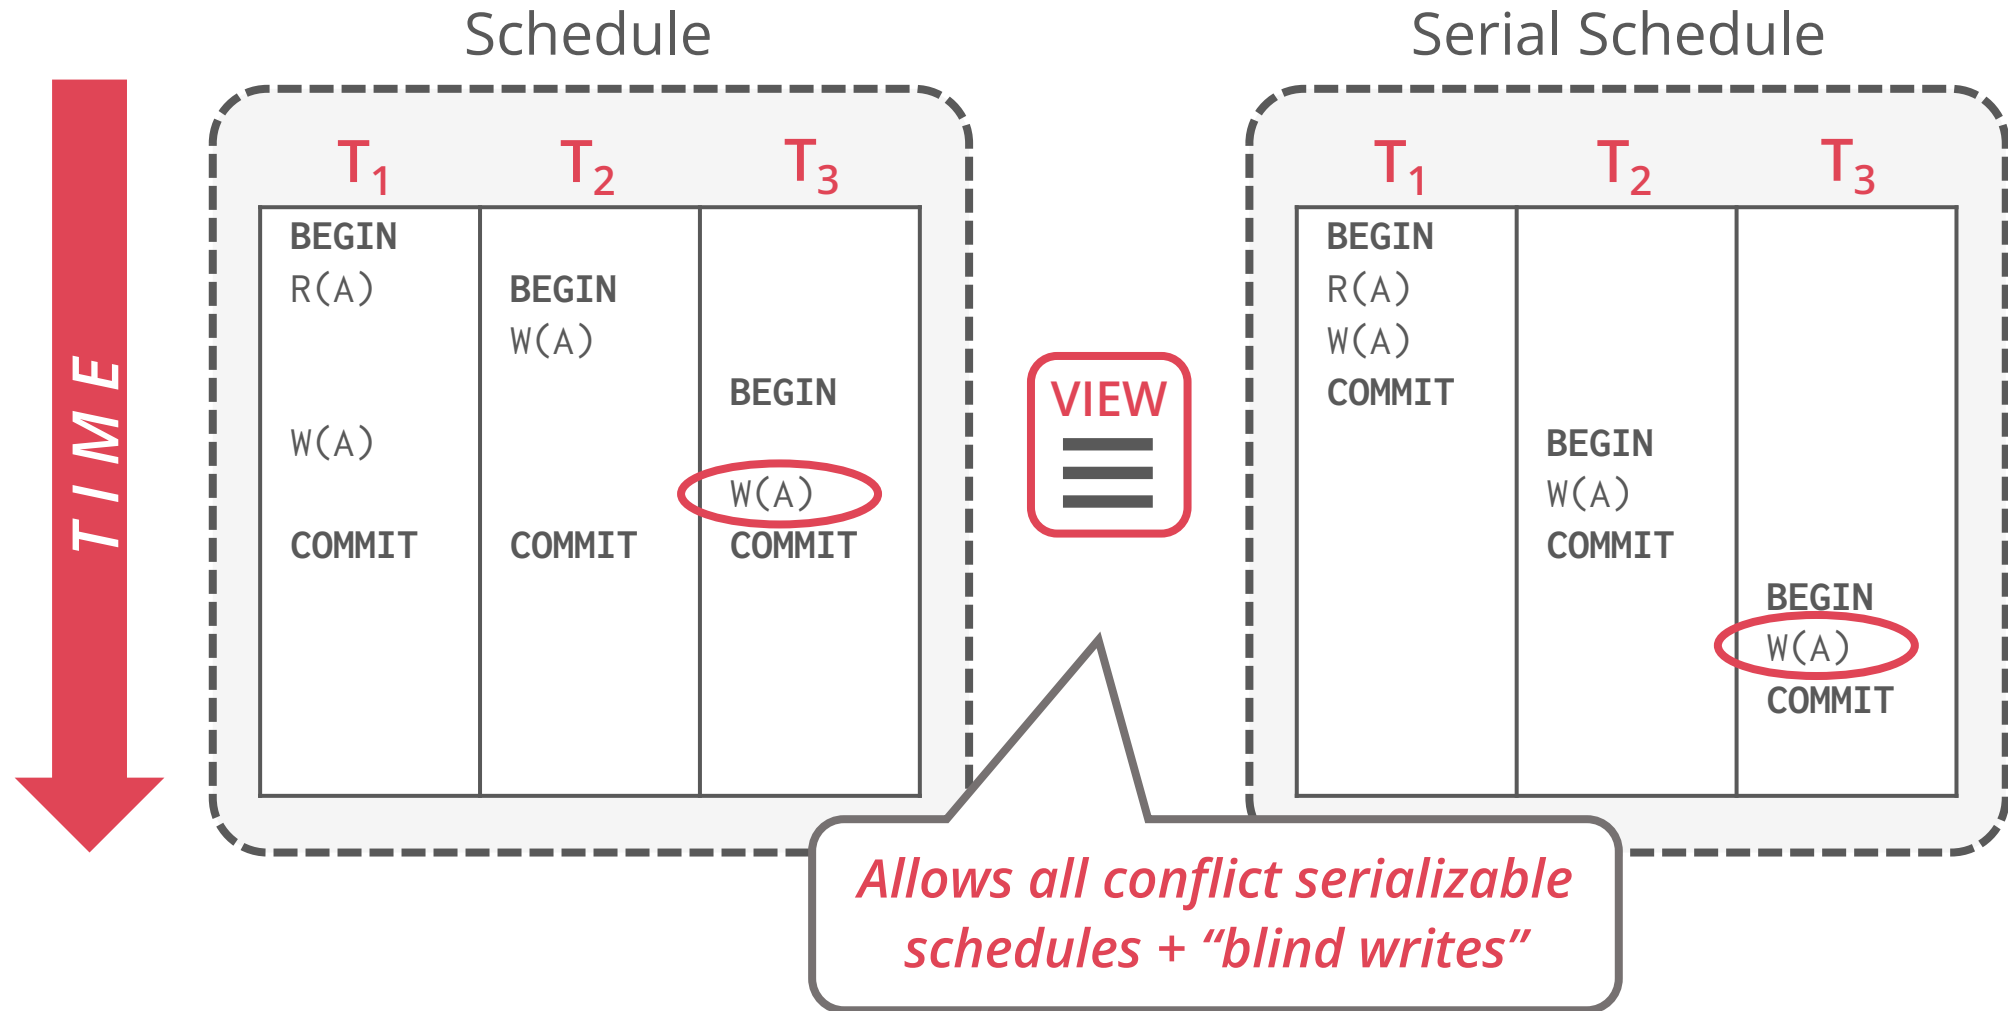 Schedule
Serial Schedule
TIME
T1 T2 T3
BEGIN
R(A) BEGIN
W(A)
BEGIN
W(A)
W(A)
COMMIT COMMIT COMMIT
VIEW
T1 T2 T3
BEGIN
R(A)
W(A)
COMMIT
BEGIN
W(A)
COMMIT
BEGIN
W(A)
COMMIT
Allows all conflict serializable
schedules + “blind writes”